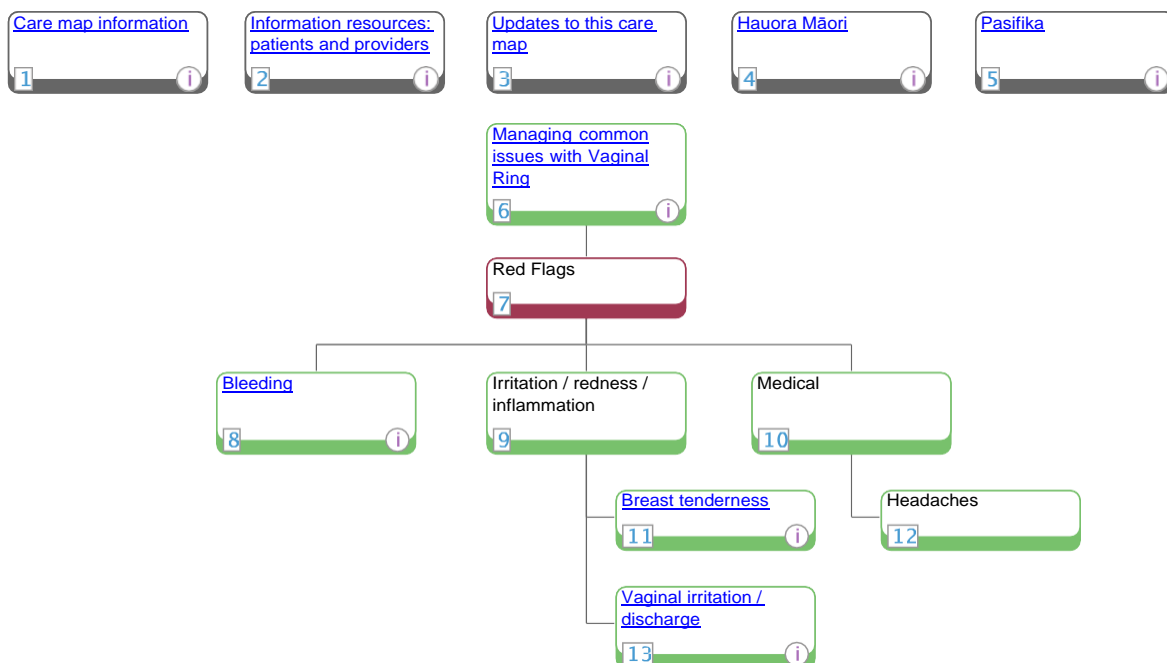 Care map information
1
i
Information resources:
patients and providers
2
i
Updates to this care
map
3
i
Hauora Māori
4
i
Pasifika
5
i
Managing common
issues with Vaginal
Ring
6
i
Red Flags
7
Bleeding
8
i
Irritation / redness /
inflammation
9
Medical
10
Breast tenderness
11
i
Headaches
12
Vaginal irritation /
discharge
13
i